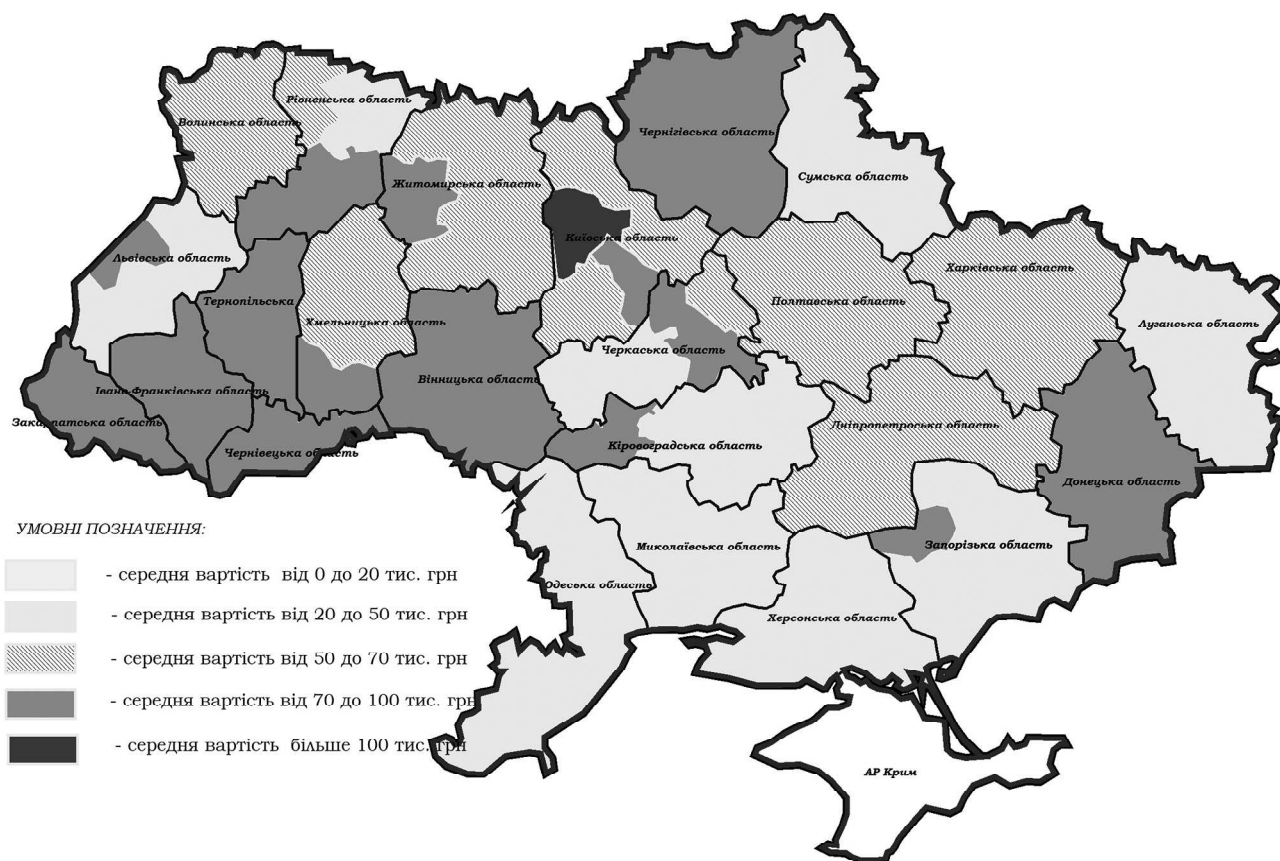 Рівненська область
Волинська область
Чернігівська область
Житомирська область
Сумська область
Київська область
Львівська область
Харківська область
Тернопільська
Полтавська область
Хмельницька область
Луганська область
Черкаська область
Вінницька область
Івано-Франківська область
Закарпатська область
Чернівецька область
Дніпропетроська область
Кіровоградська область
Донецька область
Миколаївська область
Запорізька область
Одеська область
Херсонська область
АР Крим
УМОВНІ ПОЗНАЧЕННЯ:
- середня вартість від 0 до 20 тис. грн
- середня вартість від 20 до 50 тис. грн
- середня вартість від 50 до 70 тис. грн
- середня вартість від 70 до 100 тис. грн
- середня вартість більше 100 тис. грн